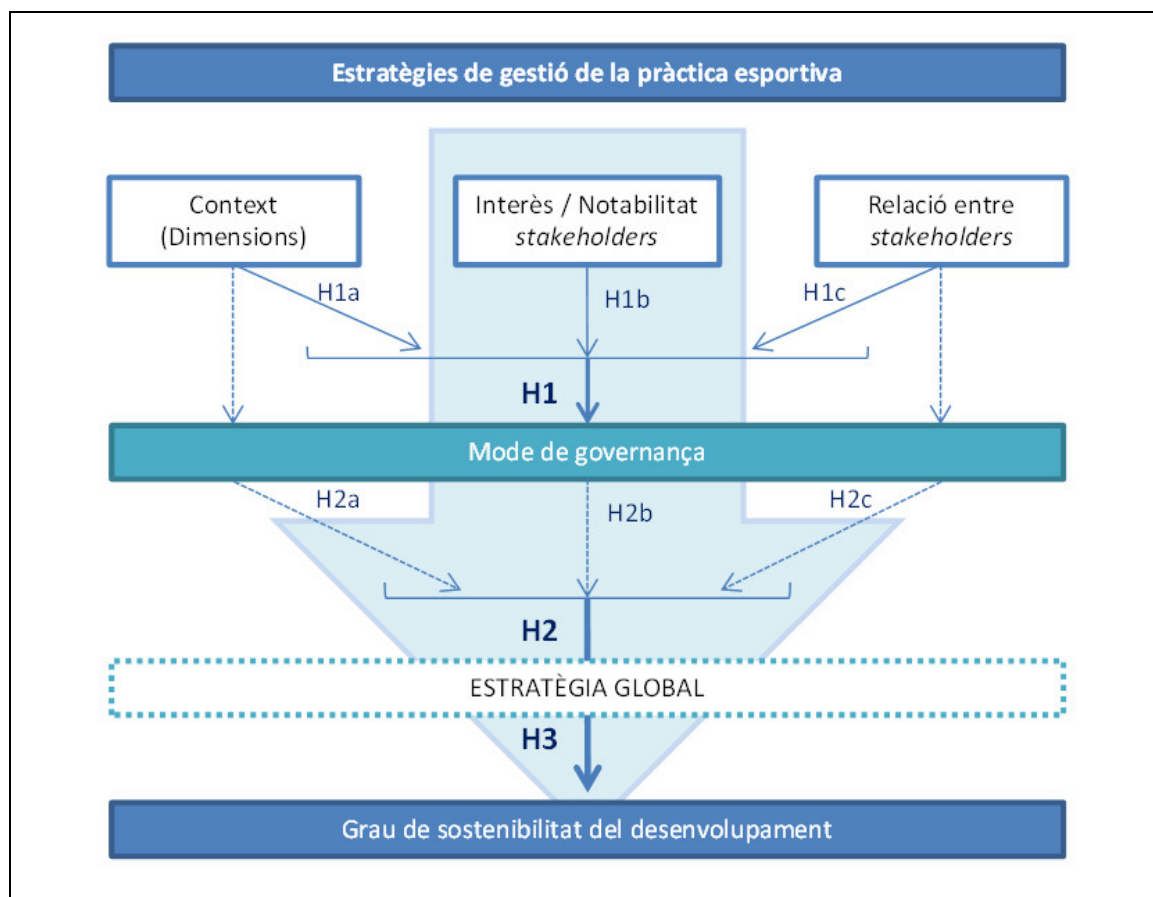 Estratègies de gestió de la pràctica esportiva
Context
(Dimensions)
Interès / Notabilitat
stakeholders
Relació entre
stakeholders
H1a
H1b
H1c
H1
Mode de governança
H2a
H2b
H2c
H2
ESTRATÈGIA GLOBAL
H3
Grau de sostenibilitat del desenvolupament